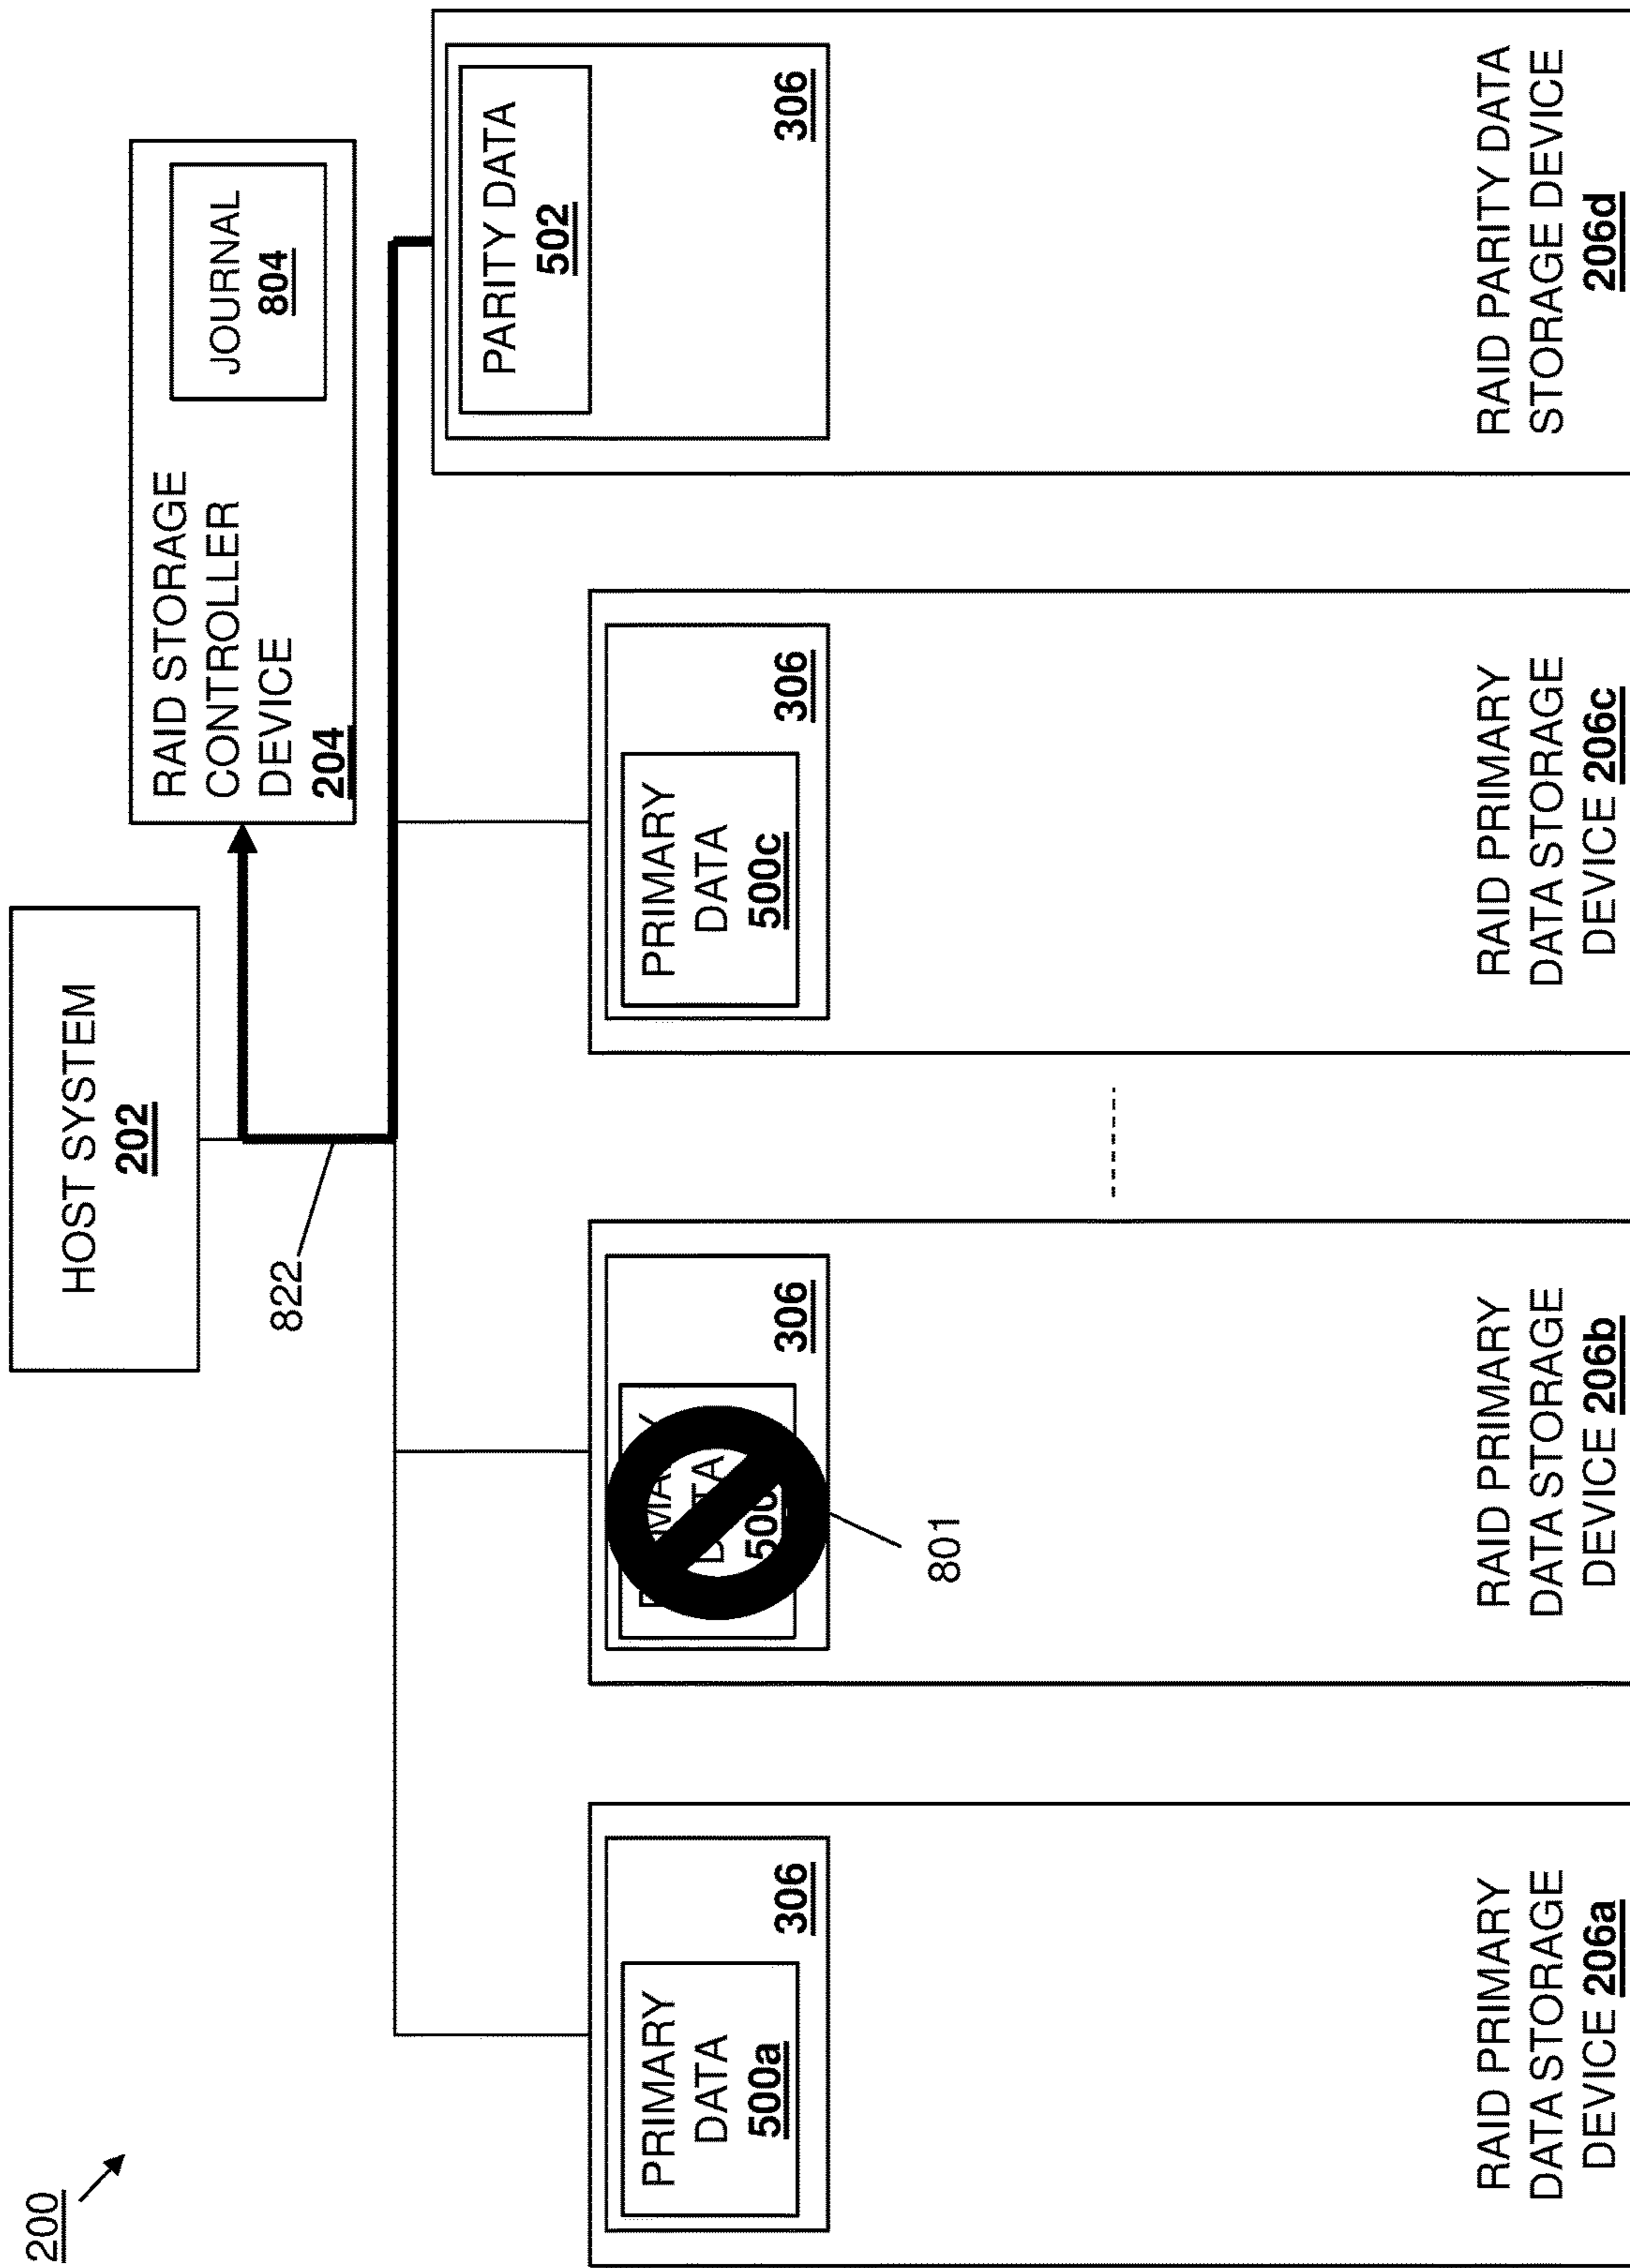 200
HOST SYSTEM
202
RAID STORAGE
CONTROLLER
DEVICE
204
JOURNAL
804
822
PRIMARY
DATA
500a
306
RAID PRIMARY
DATA STORAGE
DEVICE 206a
306
801
RAID PRIMARY
DATA STORAGE
DEVICE 206b
PRIMARY
DATA
500c
306
RAID PRIMARY
DATA STORAGE
DEVICE 206c
PARITY DATA
502
306
RAID PARITY DATA
STORAGE DEVICE
206d